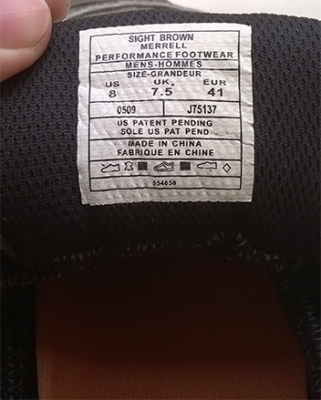 SIGHT BROWN
MERRELL
PERFORMANCE FOOTWEAR
MENS-HOMMES
SIZE-GRANDEUR
US UK, EUR
8 7.5 41
0509 J75137
US PATENT PENDING
SOLE US PAT PEND
MADE IN CHINA
FABRIQUE EN CHINE
554050